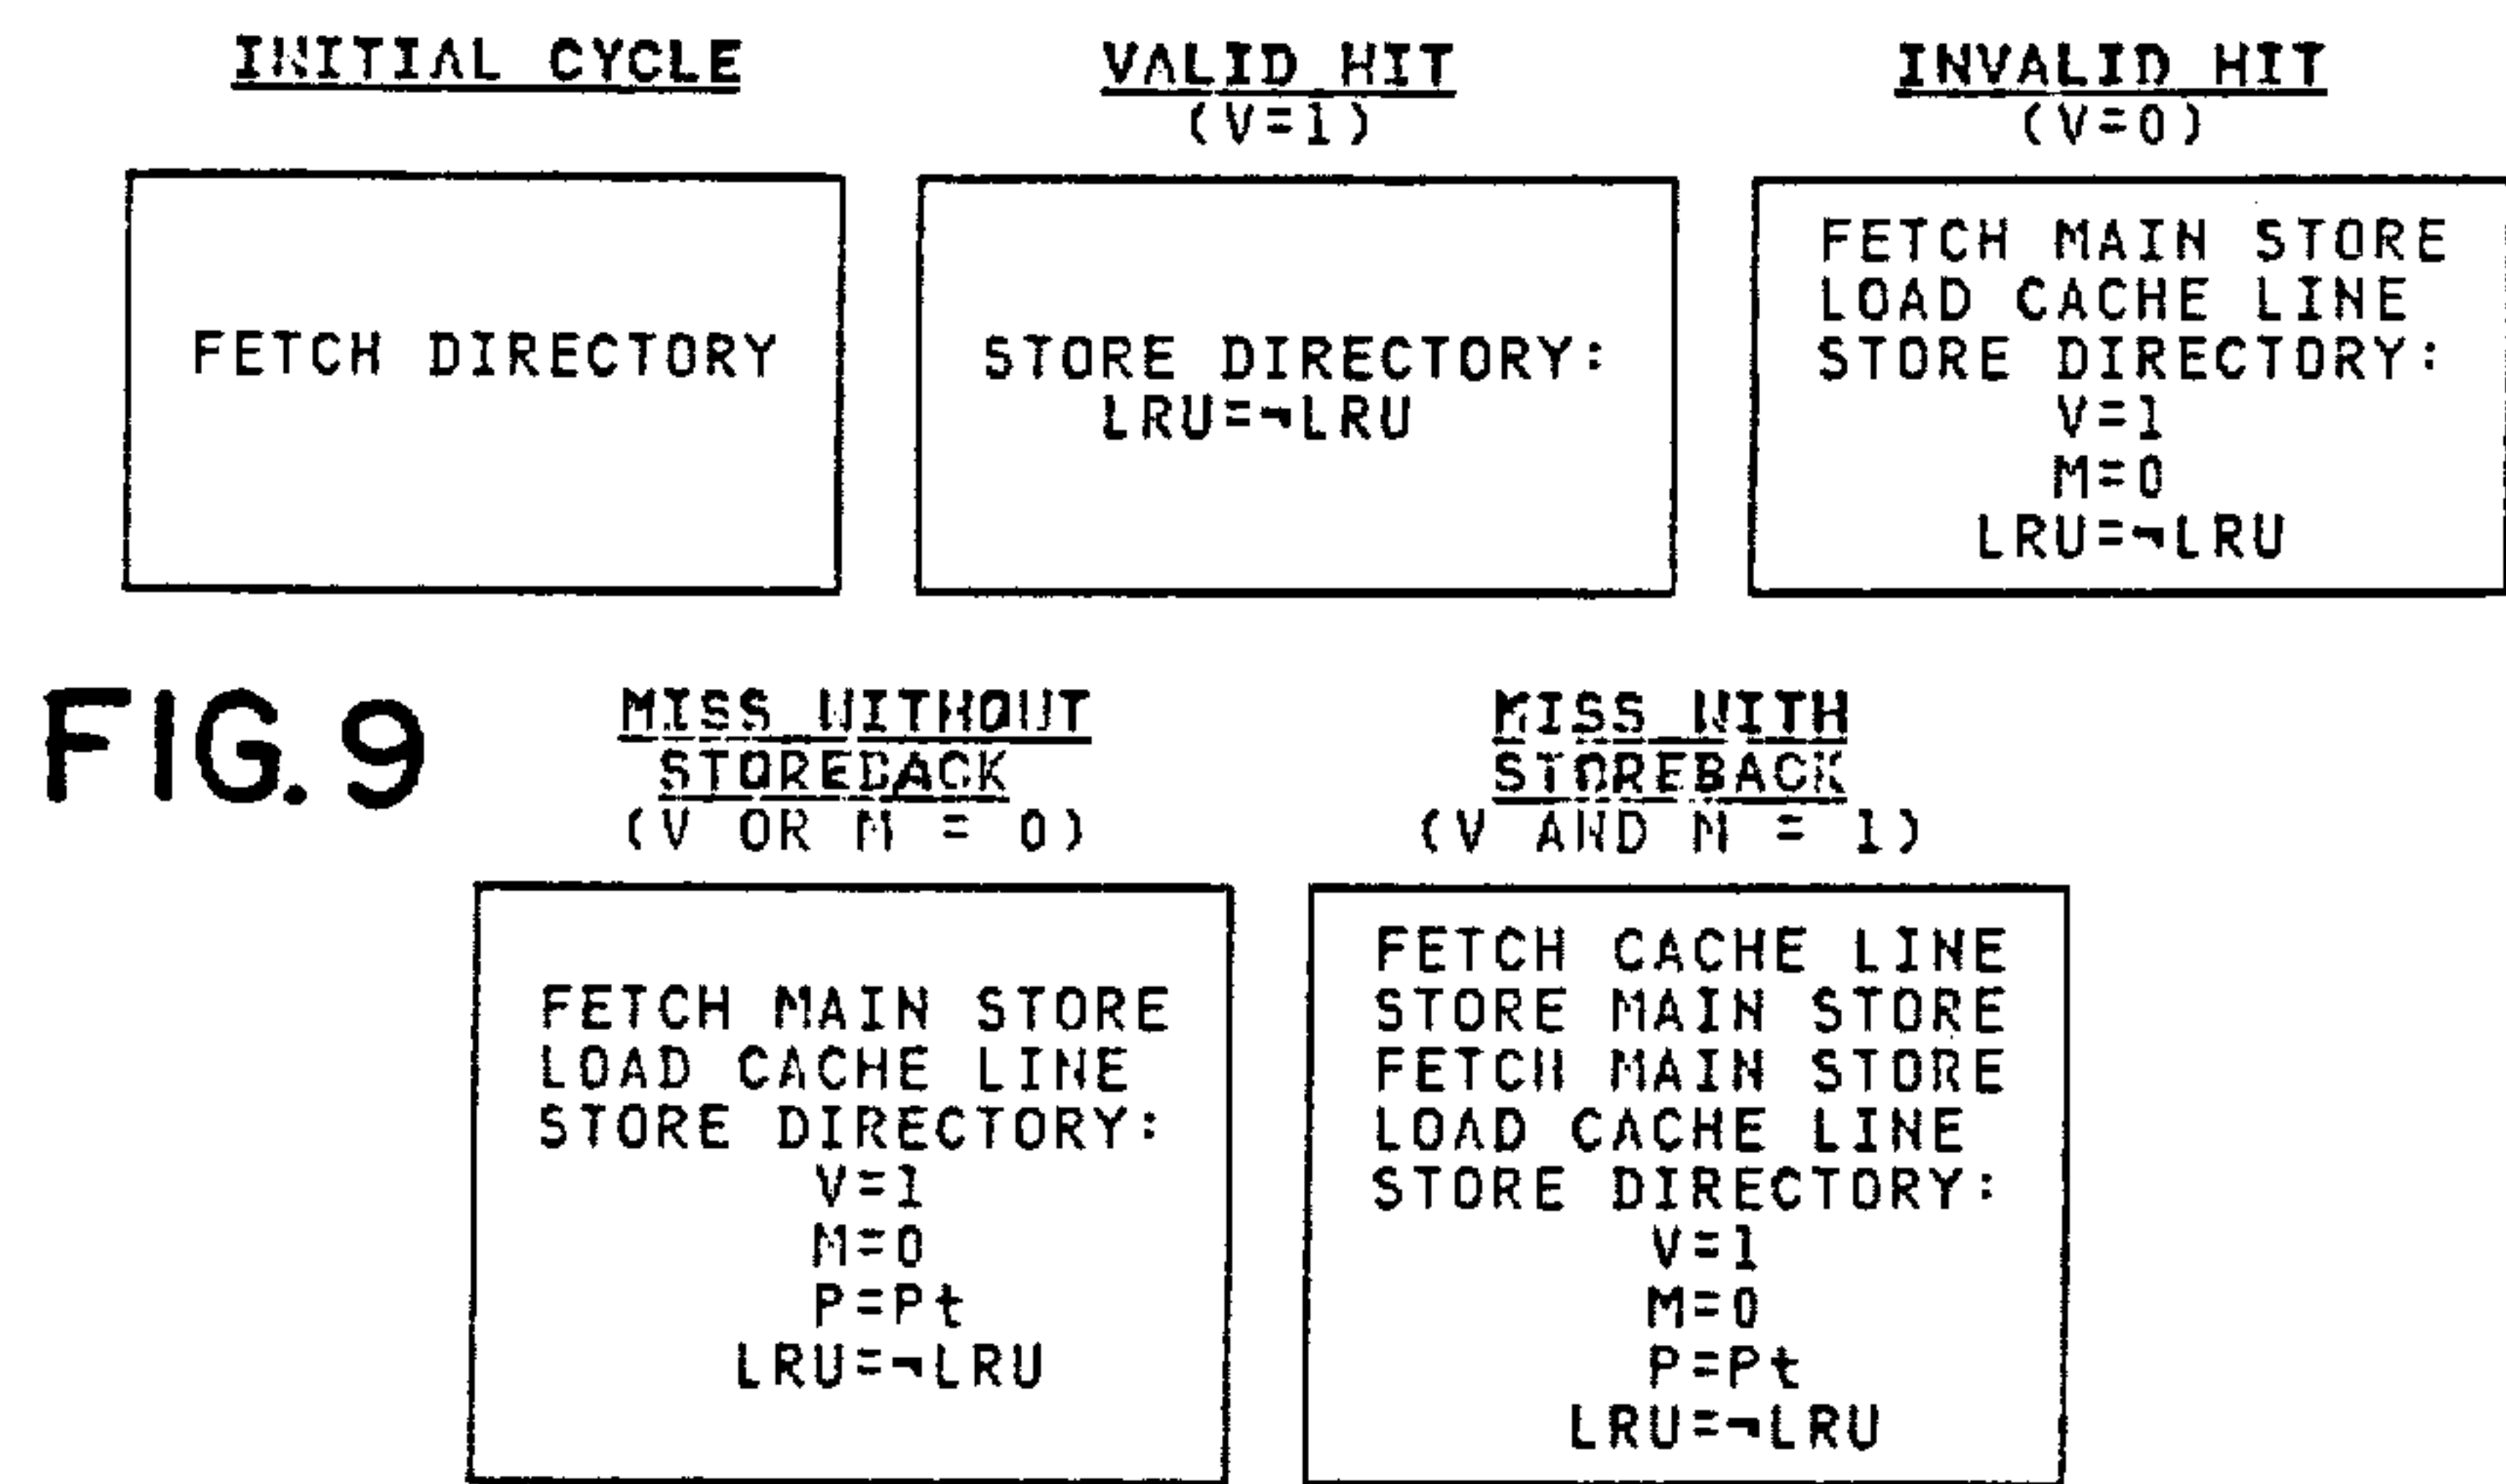 INITIAL CYCLE
FETCH DIRECTORY
VALID HIT
(V=1)
STORE DIRECTORY:
LRU=¬LRU
INVALID HIT
(V=0)
FETCH MAIN STORE
LOAD CACHE LINE
STORE DIRECTORY:
V=1
M=0
LRU=¬LRU
FIG. 9
MISS WITHOUT
STOREBACK
(V OR M = 0)
FETCH MAIN STORE
LOAD CACHE LINE
STORE DIRECTORY:
V=1
M=0
P=Pt
LRU=¬LRU
MISS WITH
STOREBACK
(V AND M = 1)
FETCH CACHE LINE
STORE MAIN STORE
FETCH MAIN STORE
LOAD CACHE LINE
STORE DIRECTORY:
V=1
M=0
P=Pt
LRU=¬LRU